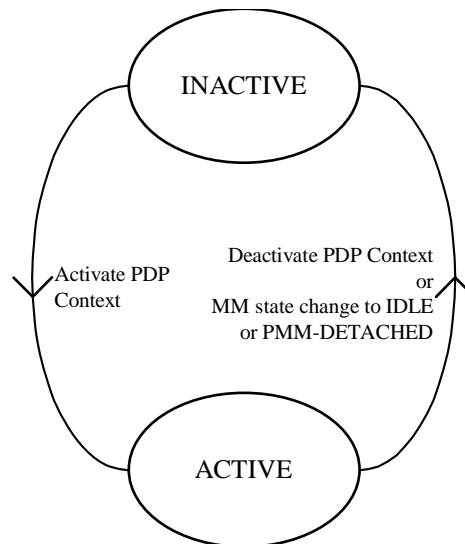 INACTIVE
Activate PDP
Context
Deactivate PDP Context
or
MM state change to IDLE
or PMM-DETACHED
ACTIVE